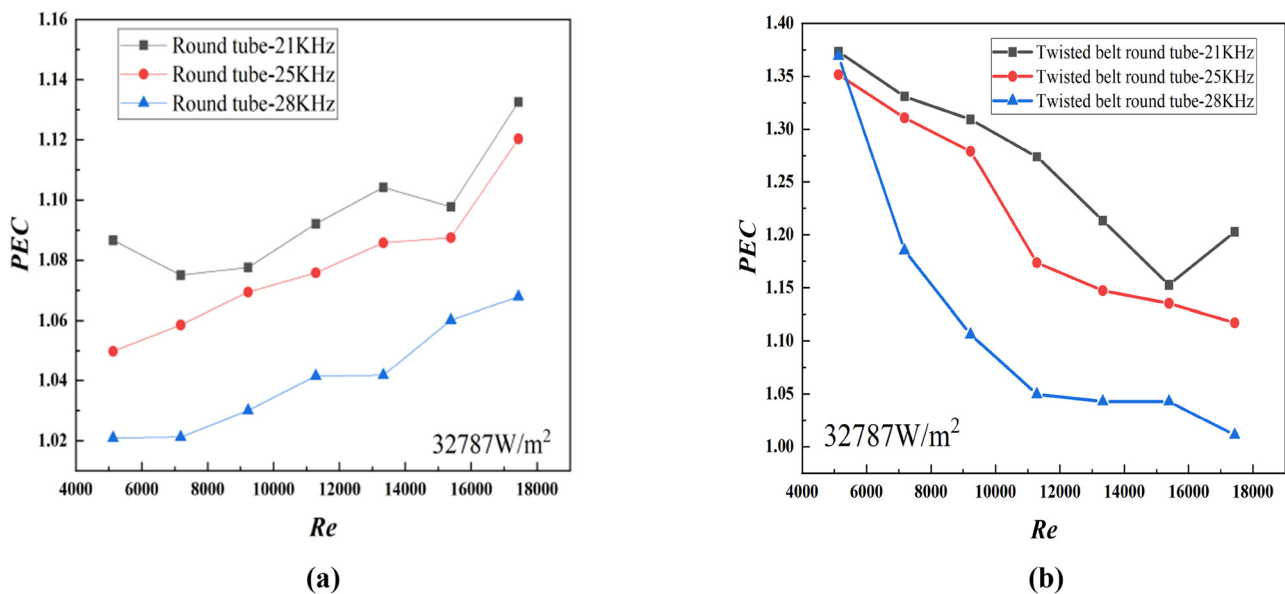 1.16
1.14
1.12
1.10
1.08
1.06
1.04
1.02
PEC
Round tube-21KHz
Round tube-25KHz
Round tube-28KHz
32787W/m²
4000 6000 8000 10000 12000 14000 16000 18000
Re
(a)
1.40
1.35
1.30
1.25
1.20
1.15
1.10
1.05
1.00
PEC
Twisted belt round tube-21KHz
Twisted belt round tube-25KHz
Twisted belt round tube-28KHz
32787W/m²
4000 6000 8000 10000 12000 14000 16000 18000
Re
(b)